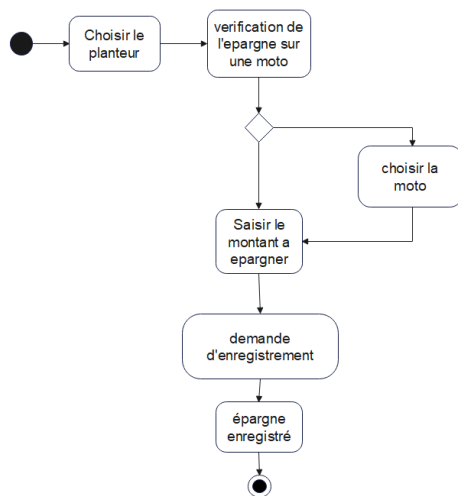 Choisir le
planteur
verification de
l'epargne sur
une moto
choisir la
moto
Saisir le
montant a
epargner
demande
d'enregistrement
épargne
enregistré